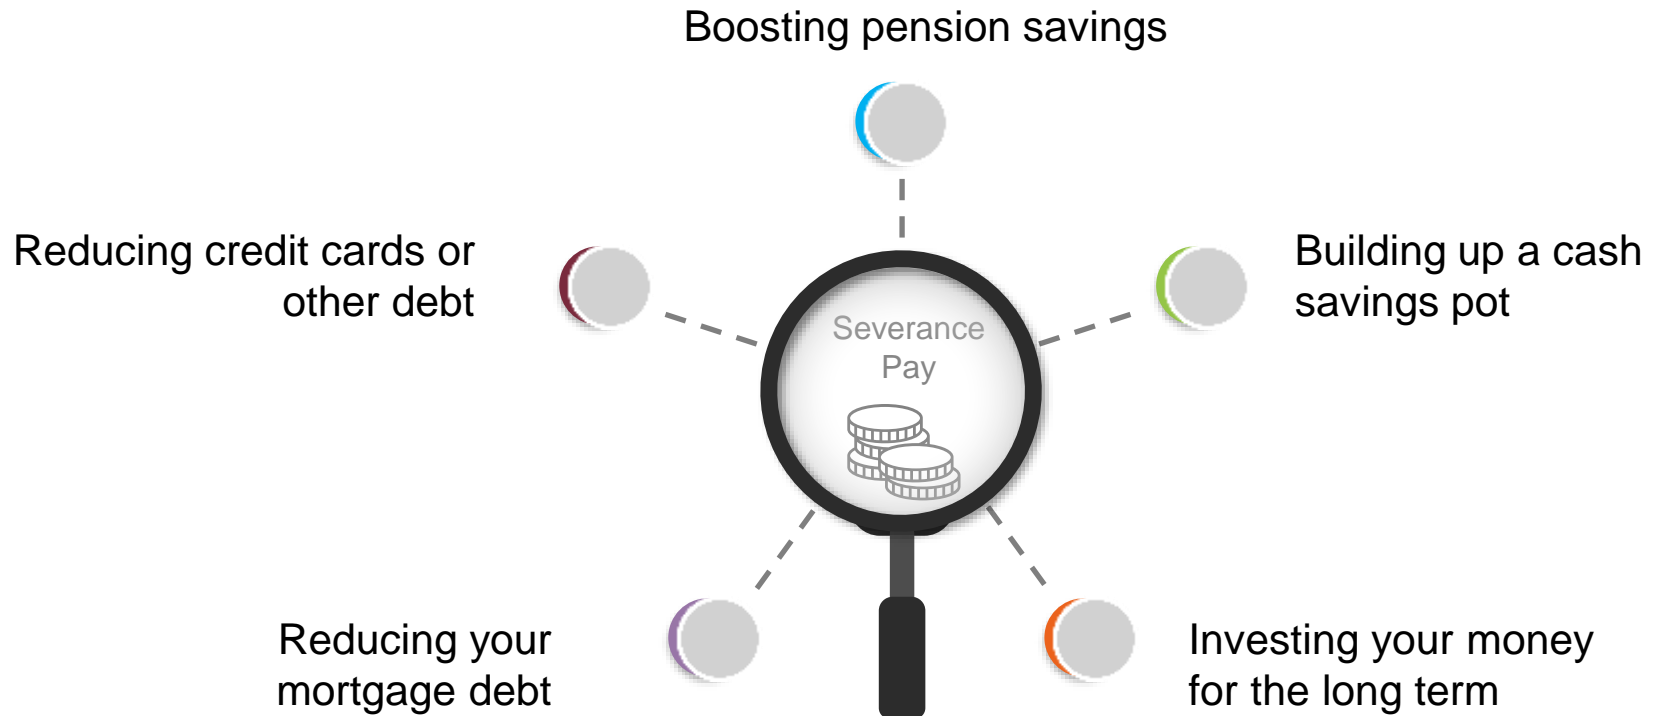 Boosting pension savings
Reducing credit cards or
other debt
Building up a cash
savings pot
Severance
Pay
Reducing your
mortgage debt
Investing your money
for the long term